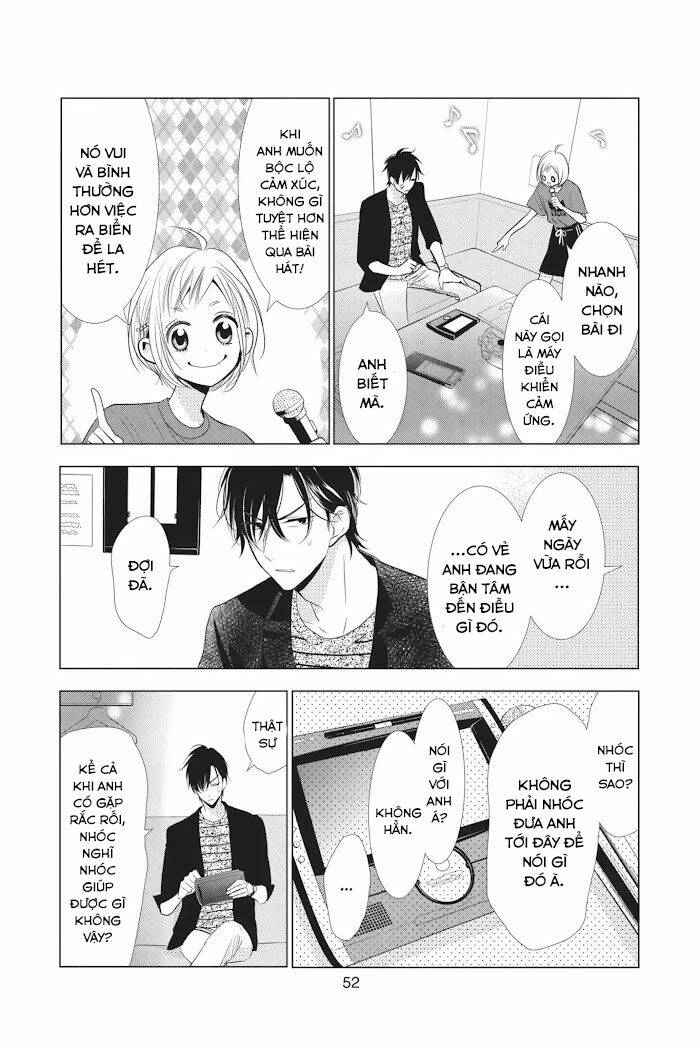 NHANH
NÀO,
CHỌN
BÀI ĐI
CÁI
NÀY GỌI
LÀ MÁY
ĐIỀU
KHIỂN
CẢM
ỨNG.
ANH
BIẾT
MÀ.
KHI
ANH MUỐN
BỘC LỘ
CẢM XÚC,
KHÔNG GÌ
TUYỆT HƠN
THỂ HIỆN
QUA BÀI
HÁT!
NÓ VUI
VÀ BÌNH
THƯỜNG
HƠN VIỆC
RA BIỂN
ĐỂ LA
HÉT.
MẤY
NGÀY
VỪA RỒI
...
...CÓ VẺ
ANH ĐANG
BẬN TÂM
ĐẾN ĐIỀU
GÌ ĐÓ.
ĐỢI
ĐÃ.
NHÓC
THÌ
SAO?
KHÔNG
PHẢI NHÓC
ĐƯA ANH
TỚI ĐÂY ĐỂ
NÓI GÌ
ĐÓ À.
NÓI
GÌ VỚI
ANH
Á?
KHÔNG
HẲN.
...
THẬT
SỰ
KỂ CẢ
KHI ANH
CÓ GẶP
RẮC RỐI,
NHÓC
NGHĨ
NHÓC
GIÚP
ĐƯỢC GÌ
KHÔNG
VẬY?
52